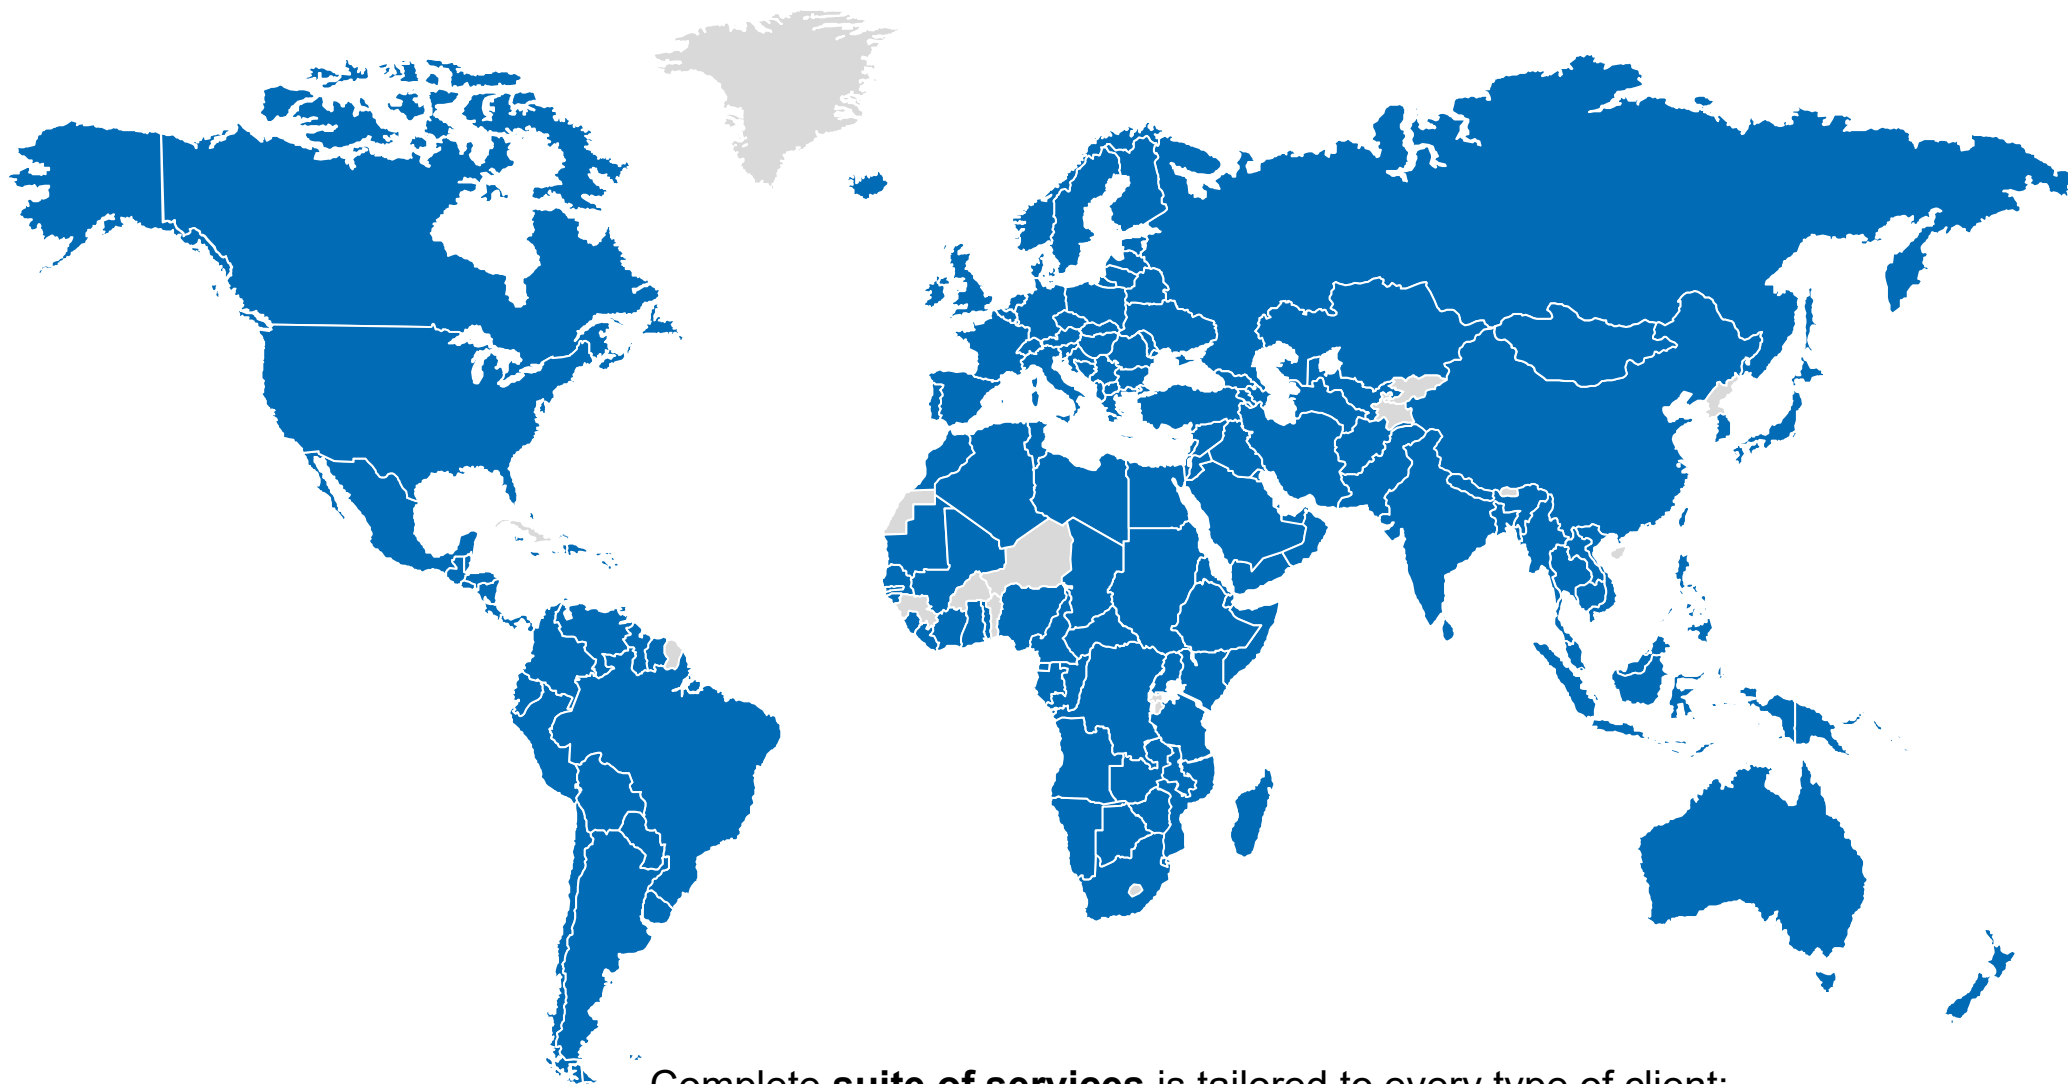 Complete suite of services is tailored to every type of client: